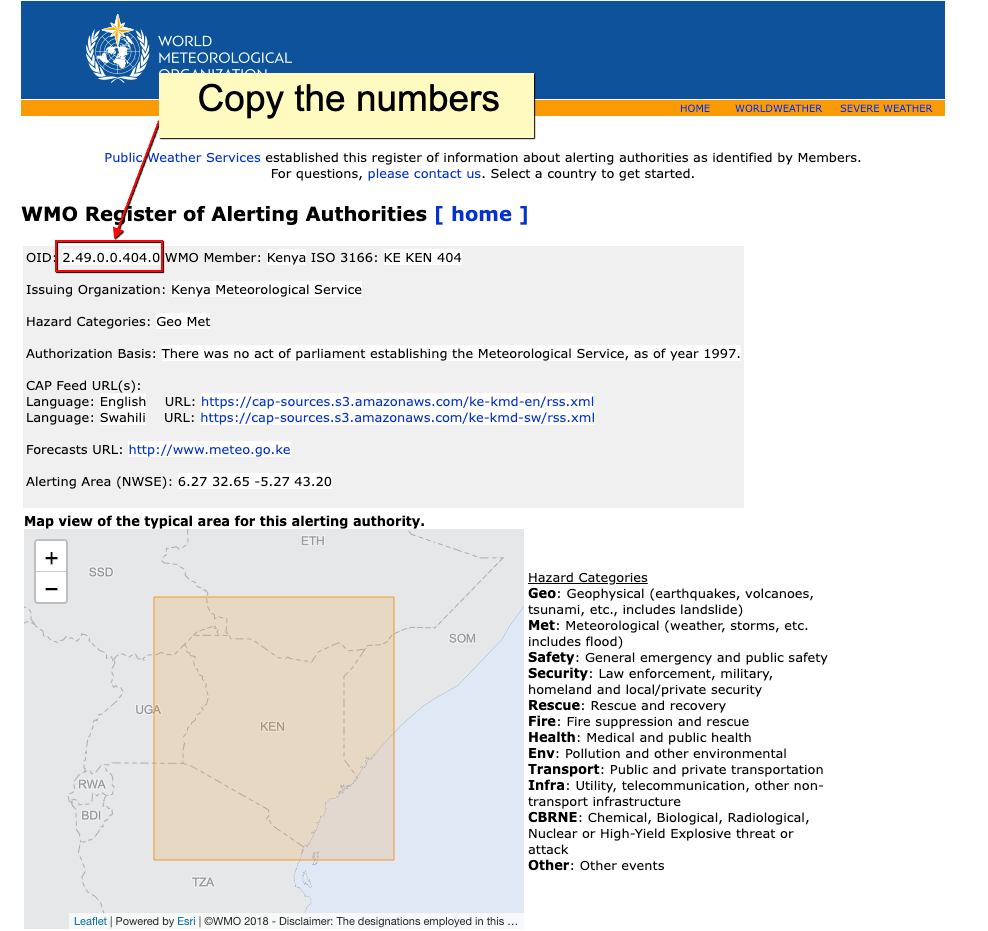 WORLD
METEOROLOGICAL
ORGANIZATION
Copy the numbers
HOME WORLDWEATHER SEVERE WEATHER
Public Weather Services established this register of information about alerting authorities as identified by Members.
For questions, please contact us. Select a country to get started.
WMO Register of Alerting Authorities [ home ]
OID: 2.49.0.0.404.0 WMO Member: Kenya ISO 3166: KE KEN 404
Issuing Organization: Kenya Meteorological Service
Hazard Categories: Geo Met
Authorization Basis: There was no act of parliament establishing the Meteorological Service, as of year 1997.
CAP Feed URL(s):
Language: English URL: https://cap-sources.s3.amazonaws.com/ke-kmd-en/rss.xml
Language: Swahili URL: https://cap-sources.s3.amazonaws.com/ke-kmd-sw/rss.xml
Forecasts URL: http://www.meteo.go.ke
Alerting Area (NWSE): 6.27 32.65 -5.27 43.20
Map view of the typical area for this alerting authority.
+
−
ETH
SSD
SOM
UGA
KEN
RWA
BDI
TZA
Leaflet | Powered by Esri | ©WMO 2018 - Disclaimer: The designations employed in this ...
Hazard Categories
Geo: Geophysical (earthquakes, volcanoes,
tsunami, etc., includes landslide)
Met: Meteorological (weather, storms, etc.
includes flood)
Safety: General emergency and public safety
Security: Law enforcement, military,
homeland and local/private security
Rescue: Rescue and recovery
Fire: Fire suppression and rescue
Health: Medical and public health
Env: Pollution and other environmental
Transport: Public and private transportation
Infra: Utility, telecommunication, other non-
transport infrastructure
CBRNE: Chemical, Biological, Radiological,
Nuclear or High-Yield Explosive threat or
attack
Other: Other events